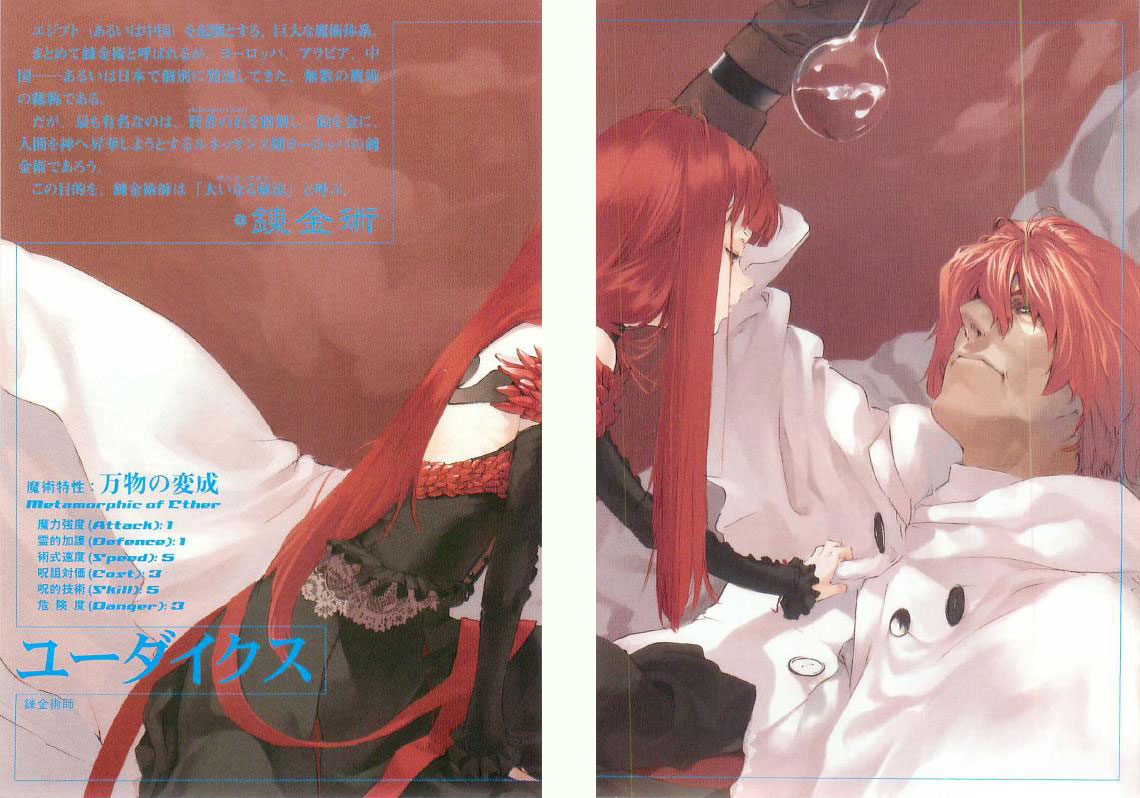 エジプト(あるいは中国)を起源とする、巨大な魔術体系。
まとめて錬金術と呼ばれるが、ヨーロッパ、アラビア、中
国――あるいは日本で個別に発達してきた、無数の魔術
の総称である。
だが、最も有名なのは、賢者の石を創り、鉛を金に、
人間を神へ昇華しようとするルネッサンス期ヨーロッパの錬
金術であろう。
この目的を、錬金術師は「大いなる秘法」と呼ぶ。
錬金術
魔術特性:万物の変成
Metamorphic of Ether
魔力強度(Attack):1
霊的加護(Defence):1
術式速度(Speed):5
呪詛対価(Cost):3
呪的技術(Skill):5
危険度(Danger):3
ユーダイクス
錬金術師